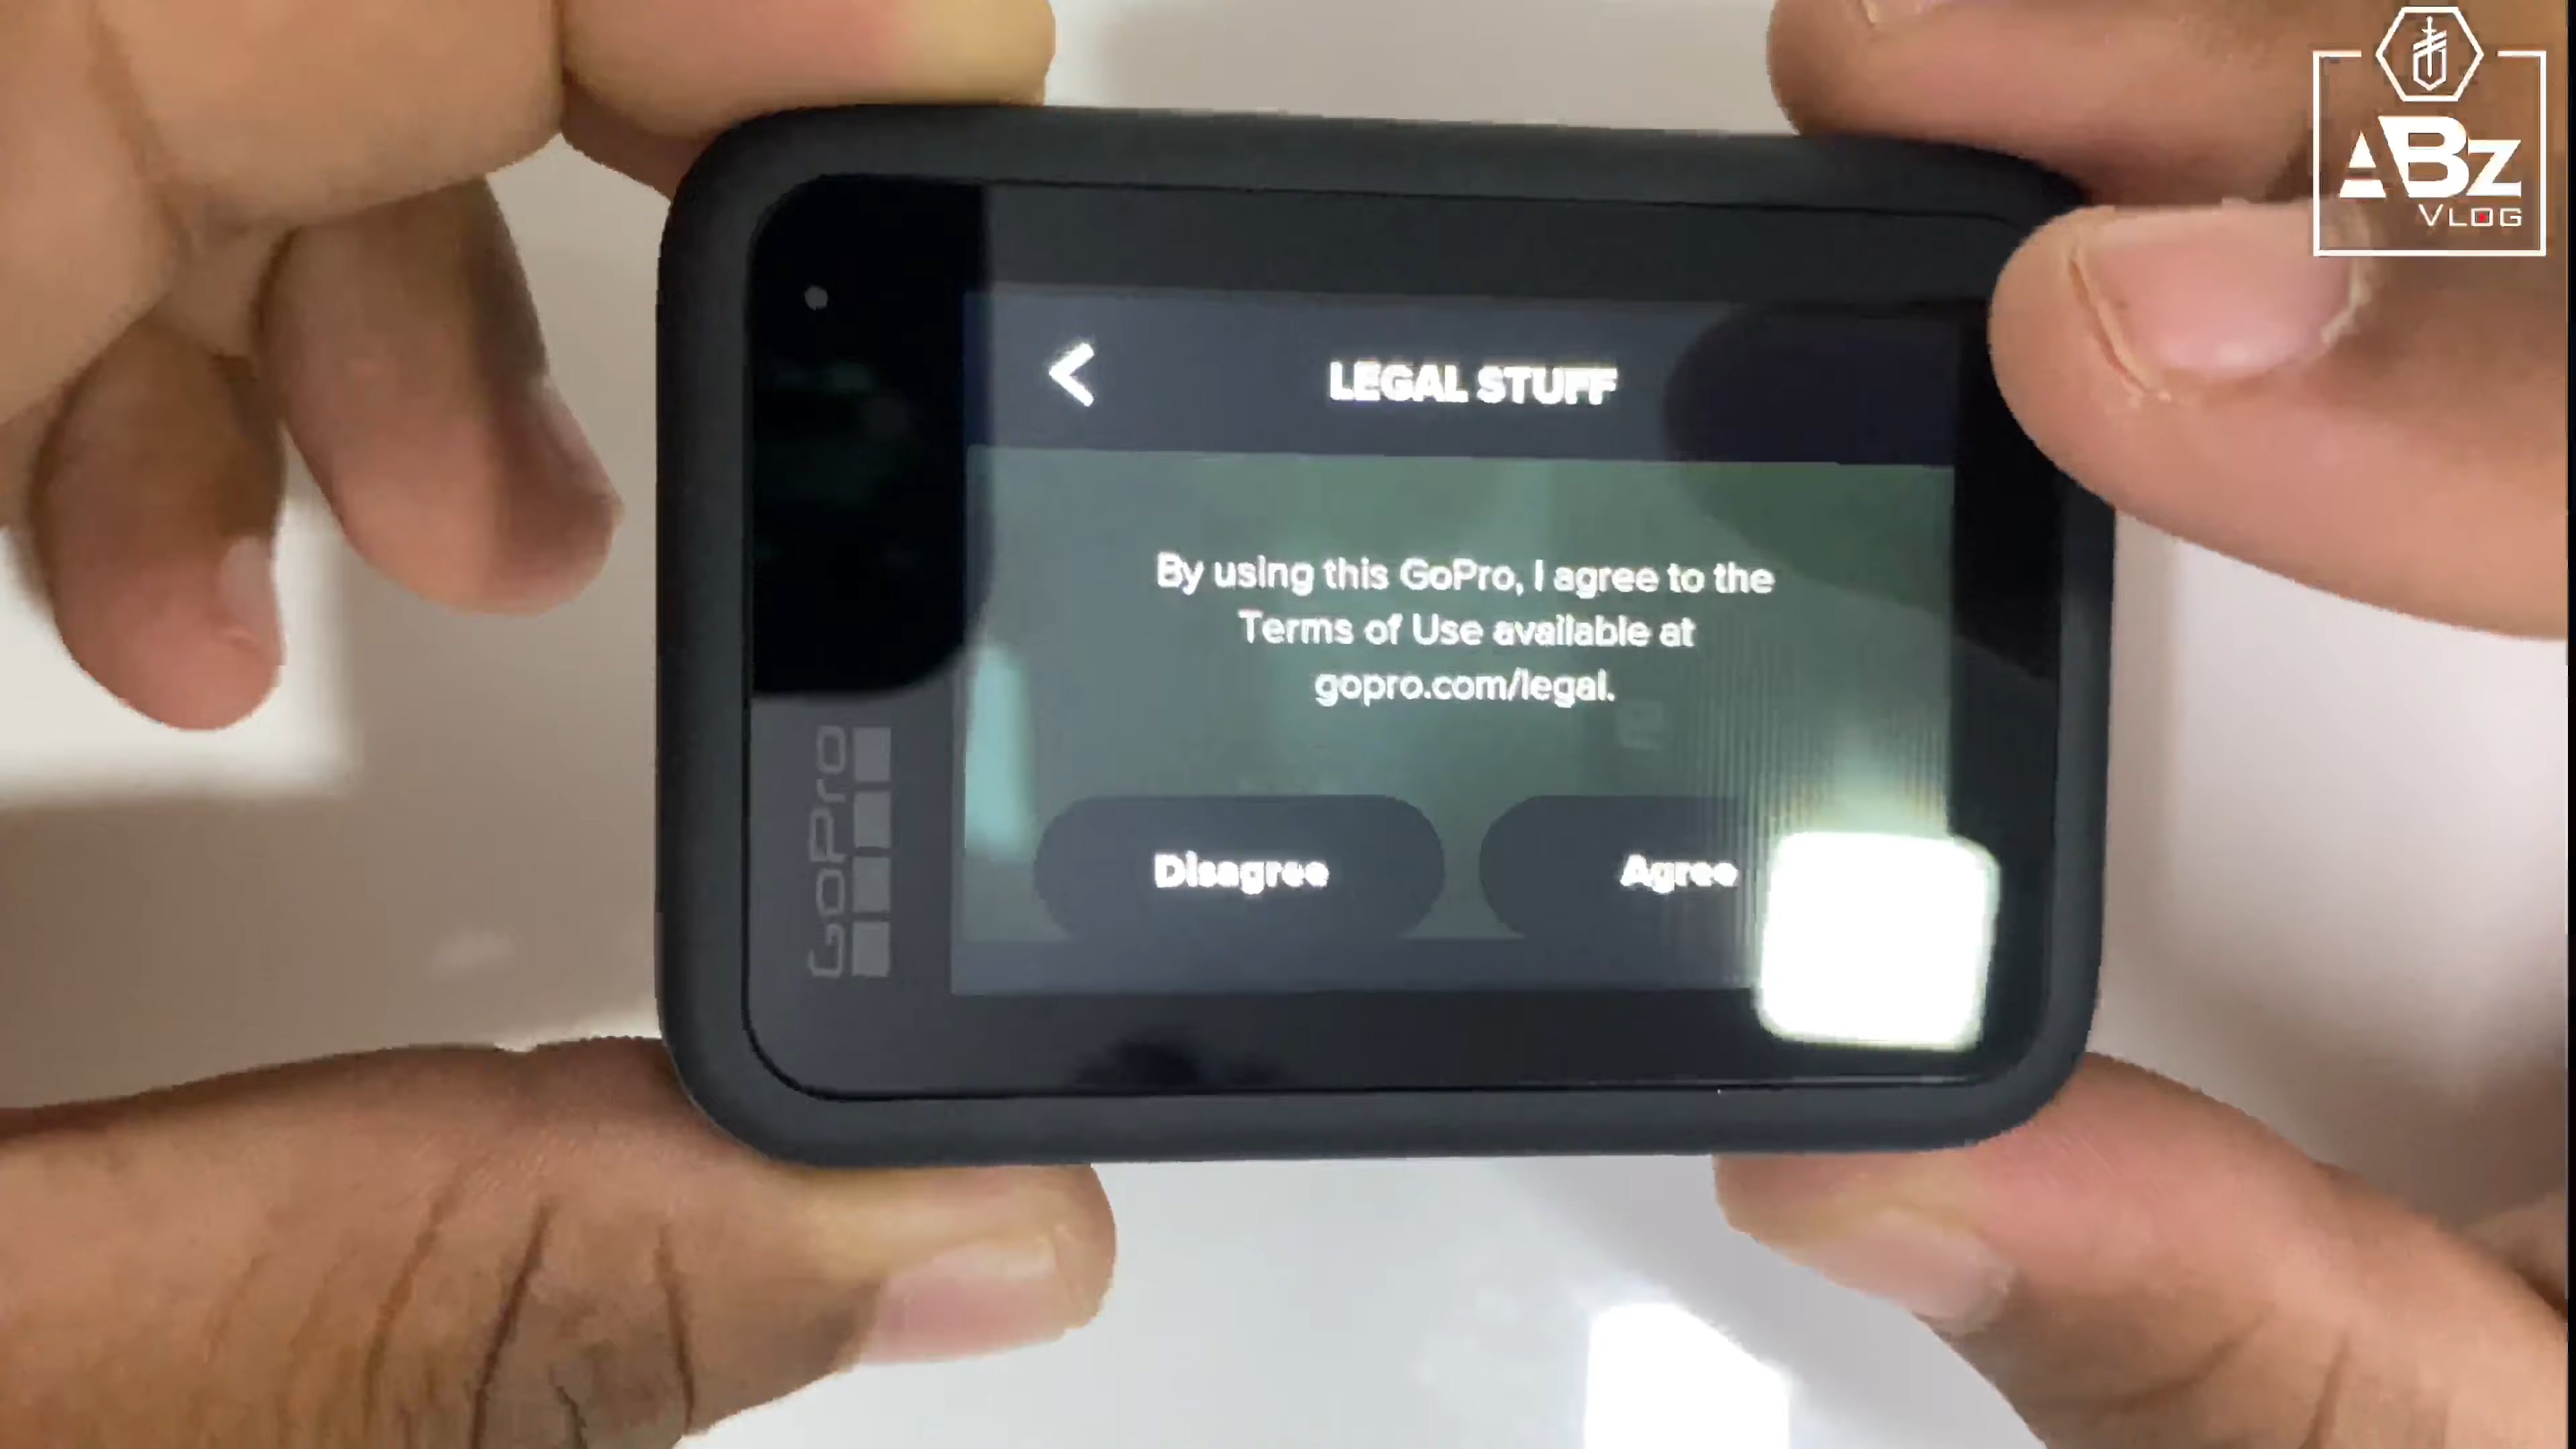 ABz
VLOG
LEGAL STUFF
By using this GoPro, I agree to the
Terms of Use available at
gopro.com/legal.
Disagree
Agree
GoPro